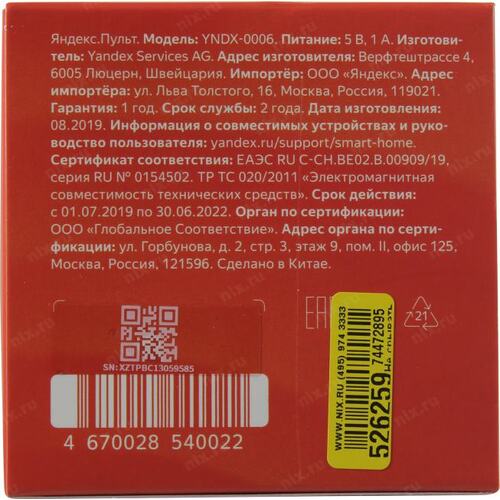 Яндекс.Пульт. Модель: YNDX-0006. Питание: 5 В, 1 А. Изготови-
тель: Yandex Services AG. Адрес изготовителя: Верфтештрассе 4,
6005 Люцерн, Швейцария. Импортёр: ООО «Яндекс». Адрес
импортёра: ул. Льва Толстого, 16, Москва, Россия, 119021.
Гарантия: 1 год. Срок службы: 2 года. Дата изготовления:
08.2019. Информация о совместимых устройствах и руко-
водство пользователя: yandex.ru/support/smart-home.
Сертификат соответствия: ЕАЭС RU С-CH.BE02.B.00909/19,
серия RU № 0154502. ТР ТС 020/2011 «Электромагнитная
совместимость технических средств». Срок действия:
с 01.07.2019 по 30.06.2022. Орган по сертификации:
ООО «Глобальное Соответствие». Адрес органа по серти-
фикации: ул. Горбунова, д. 2, стр. 3, этаж 9, пом. II, офис 125,
Москва, Россия, 121596. Сделано в Китае.
SN:XZTPBC13059585
4 670028 540022
EAC
21
WWW.NIX.RU (495) 974 3333
526259
74472895
nix.ru